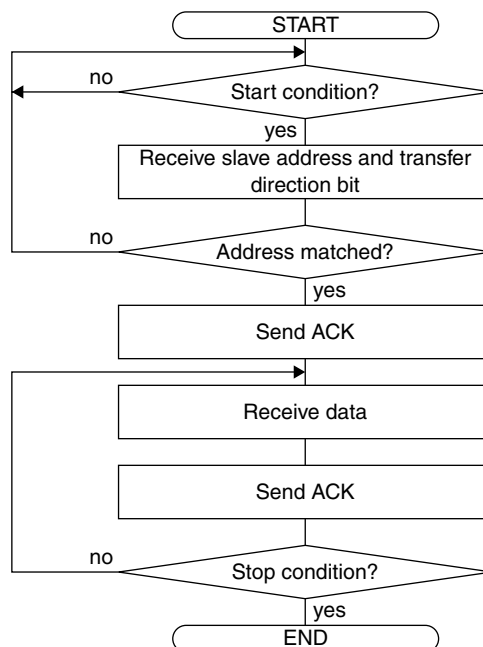 START
no
Start condition?
yes
Receive slave address and transfer
direction bit
no
Address matched?
yes
Send ACK
Receive data
Send ACK
no
Stop condition?
yes
END